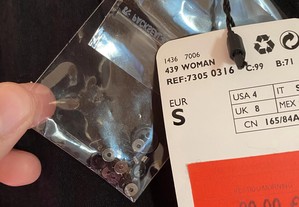 1436 7006
439 WOMAN
REF:7305 0316 C:99 B:71
EUR
S
USA 4
IT
UK 8
MEX
CN 165/84A